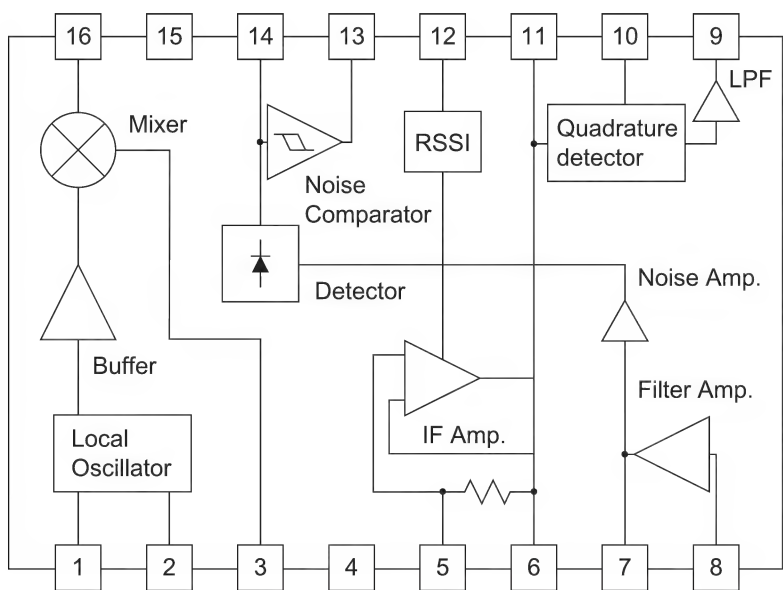 16 15 14 13 12 11 10 9
LPF
Mixer
RSSI
Quadrature
detector
Noise
Comparator
Detector
Noise Amp.
Buffer
Filter Amp.
IF Amp.
Local
Oscillator
1 2 3 4 5 6 7 8